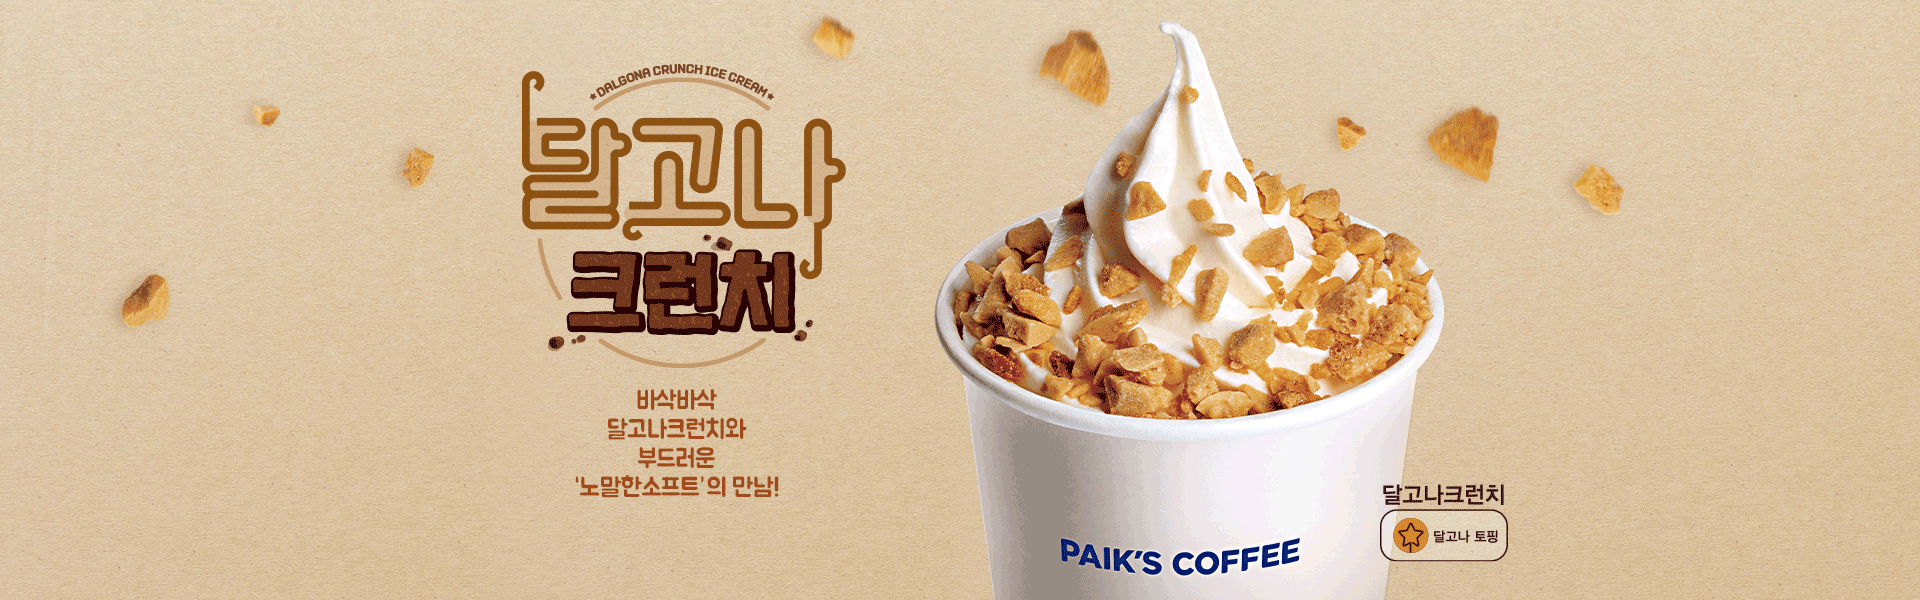 ★DALGONA CRUNCH ICE CREAM★
달고나
크런치
바삭바삭
달고나크런치와
부드러운
‘노말한소프트’의 만남!
PAIK'S COFFEE
달고나크런치
달고나 토핑